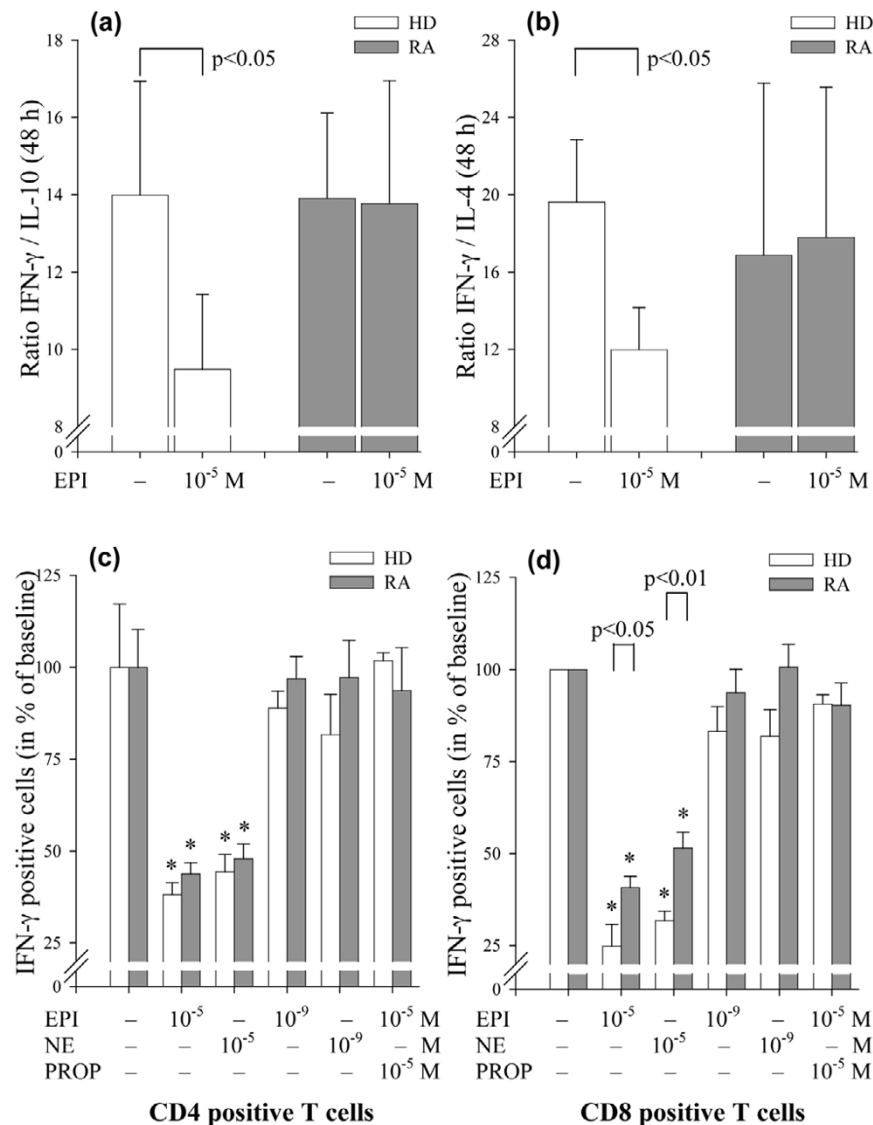 (a)
HD
RA
p<0.05
Ratio IFN-γ / IL-10 (48 h)
18
16
14
12
10
8
0
EPI – 10⁻⁵ M – 10⁻⁵ M
(b)
HD
RA
p<0.05
Ratio IFN-γ / IL-4 (48 h)
28
24
20
16
12
8
0
EPI – 10⁻⁵ M – 10⁻⁵ M
(c)
HD
RA
IFN-γ positive cells (in % of baseline)
125
100
75
50
25
0
* * * *
EPI – 10⁻⁵ – 10⁻⁹ – 10⁻⁵ M
NE – – 10⁻⁵ – 10⁻⁹ – M
PROP – – – – – 10⁻⁵ M
CD4 positive T cells
(d)
HD
RA
p<0.01
p<0.05
IFN-γ positive cells (in % of baseline)
125
100
75
50
25
0
* * * *
– 10⁻⁵ – 10⁻⁹ – 10⁻⁵ M
– – 10⁻⁵ – 10⁻⁹ – M
– – – – – 10⁻⁵ M
CD8 positive T cells